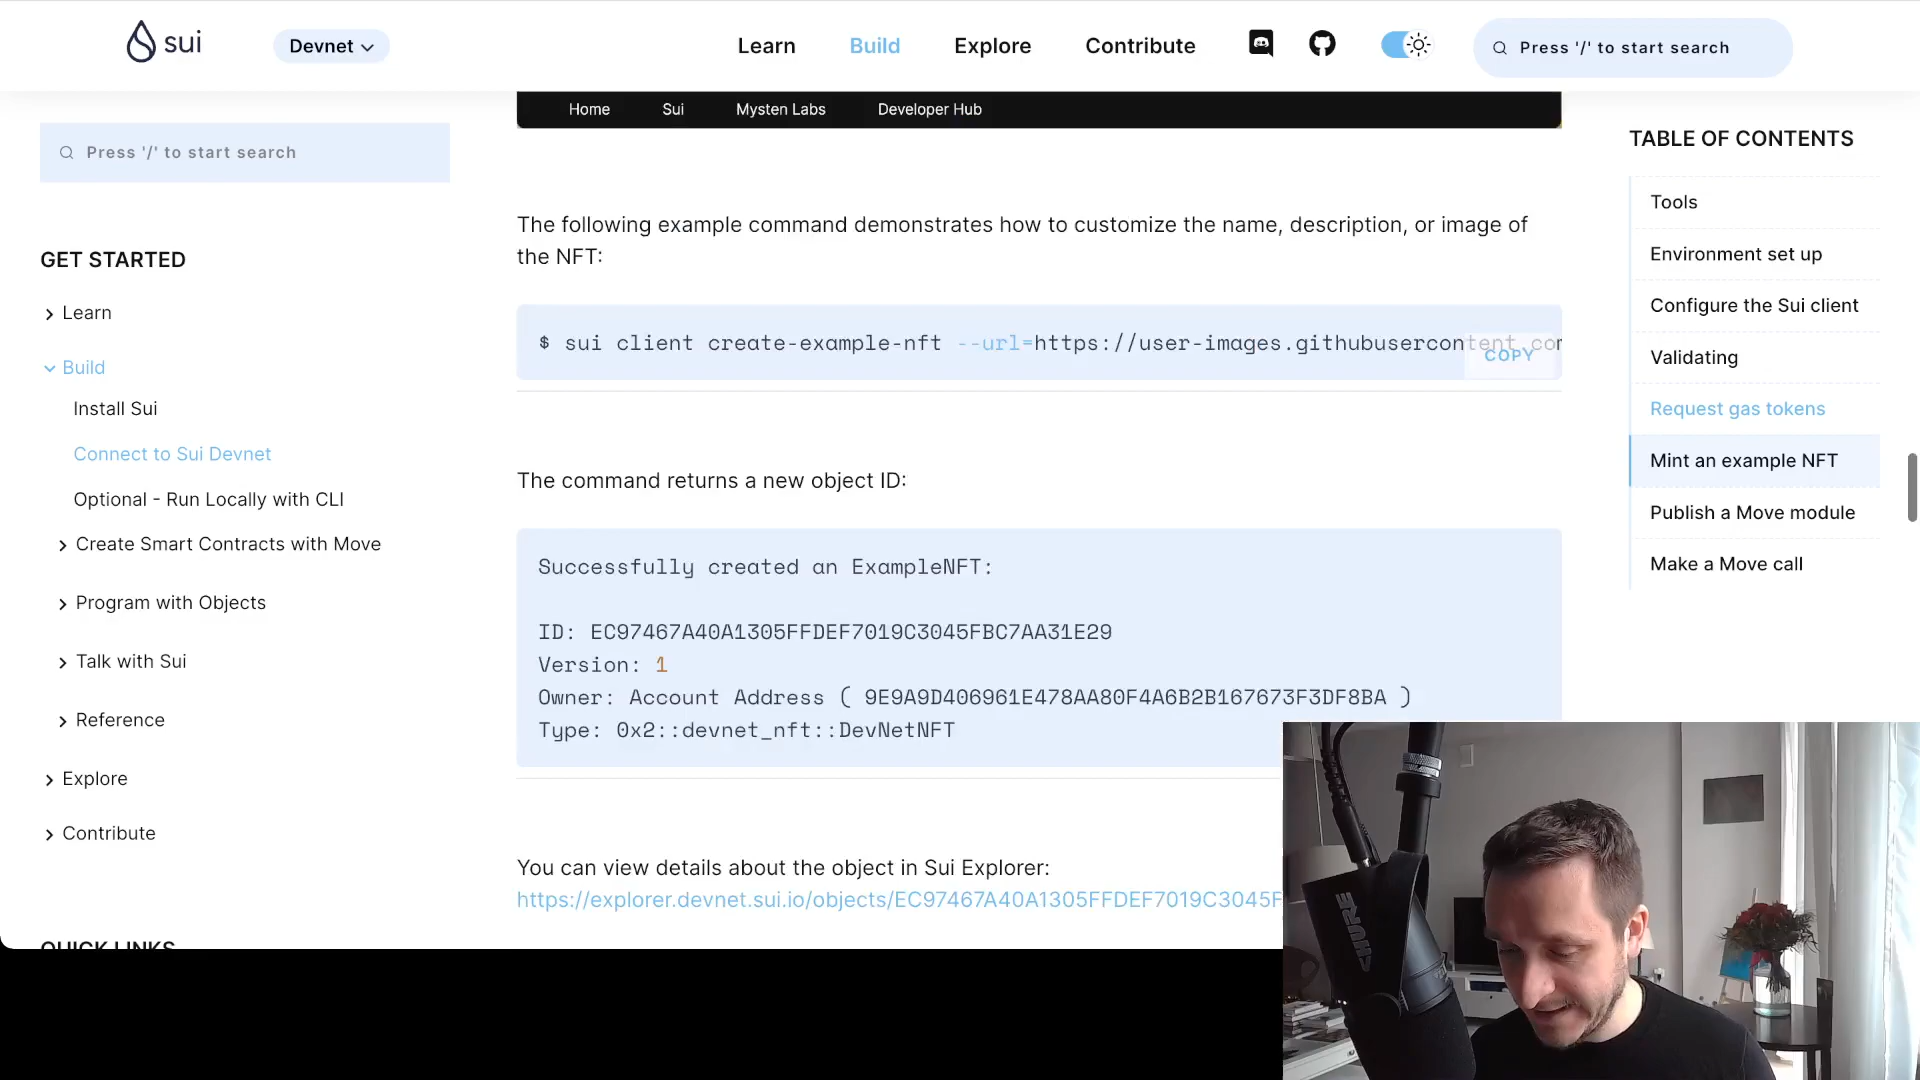 sui
Devnet
Learn
Build
Explore
Contribute
Press '/' to start search
Home
Sui
Mysten Labs
Developer Hub
Press '/' to start search
GET STARTED
Learn
Build
Install Sui
Connect to Sui Devnet
Optional - Run Locally with CLI
Create Smart Contracts with Move
Program with Objects
Talk with Sui
Reference
Explore
Contribute
QUICK LINKS
The following example command demonstrates how to customize the name, description, or image of
the NFT:
$ sui client create-example-nft --url=https://user-images.githubusercontent.com
COPY
The command returns a new object ID:
Successfully created an ExampleNFT:
ID: EC97467A40A1305FFDEF7019C3045FBC7AA31E29
Version: 1
Owner: Account Address ( 9E9A9D406961E478AA80F4A6B2B167673F3DF8BA )
Type: 0x2::devnet_nft::DevNetNFT
You can view details about the object in Sui Explorer:
https://explorer.devnet.sui.io/objects/EC97467A40A1305FFDEF7019C3045F
TABLE OF CONTENTS
Tools
Environment set up
Configure the Sui client
Validating
Request gas tokens
Mint an example NFT
Publish a Move module
Make a Move call
SHURE